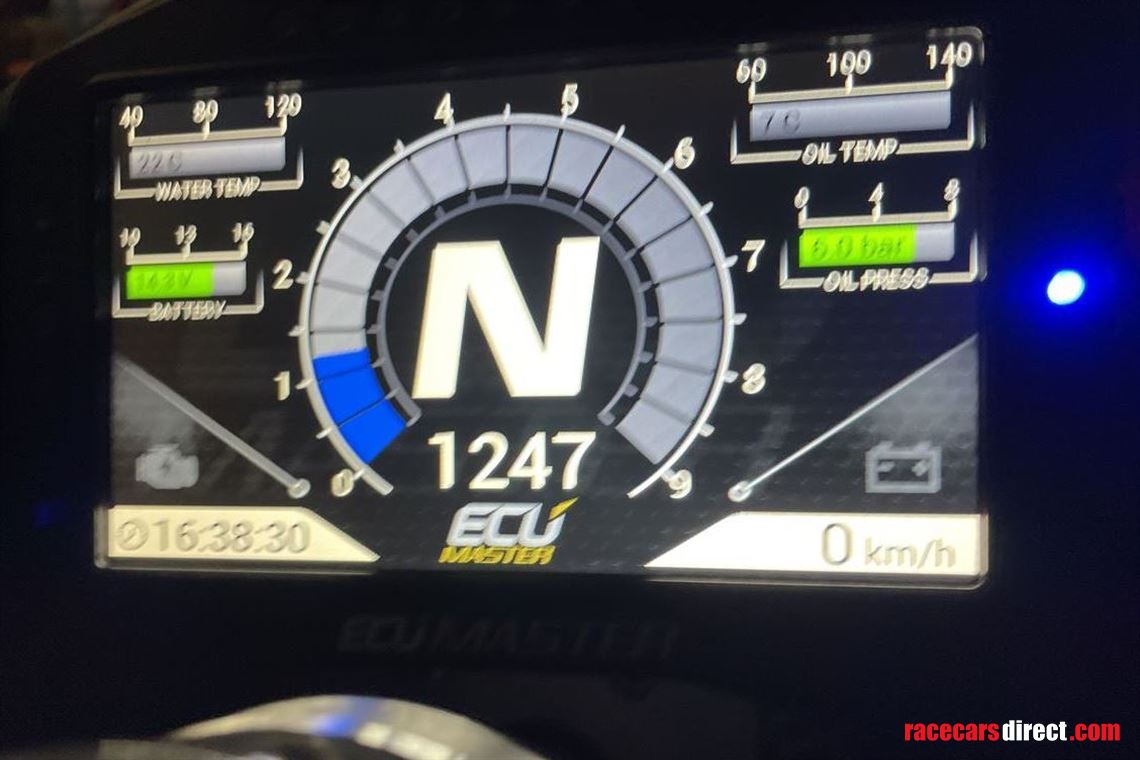 40 80 120
22 C
WATER TEMP
10 13 16
14.3 V
BATTERY
0 1 2 3 4 5 6 7 8 9
N
1247
ECU
MASTER
60 100 140
7 C
OIL TEMP
0 4 8
6.0 bar
OIL PRESS
16:38:30
0 km/h
ECUMASTER
racecarsdirect.com